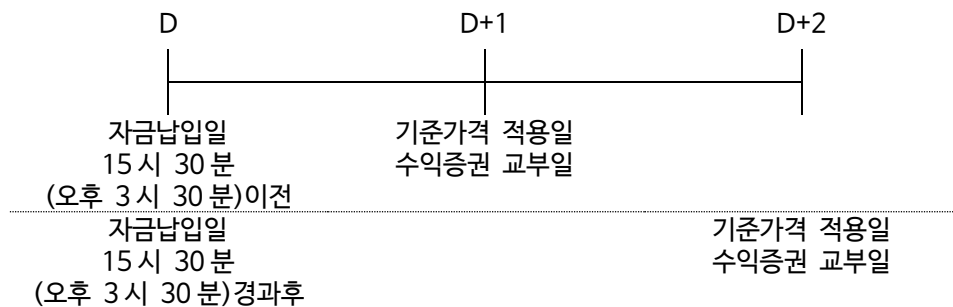 D D+1 D+2
자금납입일 기준가격 적용일
15시 30분 수익증권 교부일
(오후 3시 30분)이전
자금납입일 기준가격 적용일
15시 30분 수익증권 교부일
(오후 3시 30분)경과후